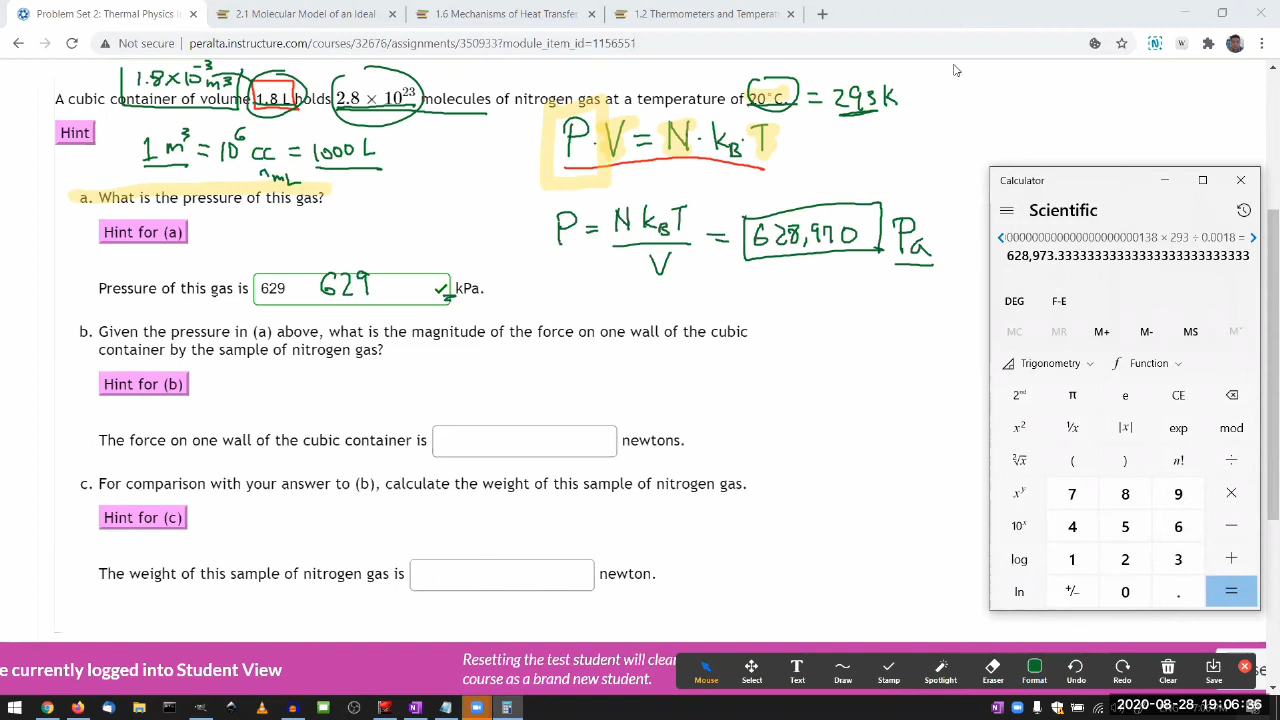 Problem Set 2: Thermal Physics I
2.1 Molecular Model of an Ideal
1.6 Mechanisms of Heat Transfer
1.2 Thermometers and Temperat
Not secure
peralta.instructure.com/courses/32676/assignments/350933?module_item_id=1156551
1.8×10⁻³ m³
A cubic container of volume 1.8 L holds 2.8 × 10²³ molecules of nitrogen gas at a temperature of 20°C. = 293K
Hint
1 m³ = 10⁶ cc = 1000 L
mL
P·V = N·k_B·T
a. What is the pressure of this gas?
Hint for (a)
P = N k_B T / V = 628,970 Pa
Pressure of this gas is 629 629 kPa.
b. Given the pressure in (a) above, what is the magnitude of the force on one wall of the cubic
container by the sample of nitrogen gas?
Hint for (b)
The force on one wall of the cubic container is newtons.
c. For comparison with your answer to (b), calculate the weight of this sample of nitrogen gas.
Hint for (c)
The weight of this sample of nitrogen gas is newton.
Calculator
Scientific
0000000000000000000000138 × 293 ÷ 0.0018 =
628,973.33333333333333333333333333
DEG F-E
MC MR M+ M- MS M˅
Trigonometry Function
2ⁿᵈ π e CE
x² ¹/x |x| exp mod
²√x ( ) n! ÷
xʸ 7 8 9 ×
10ˣ 4 5 6 −
log 1 2 3 +
ln +/− 0 . =
e currently logged into Student View
Resetting the test student will clear
course as a brand new student.
Mouse Select Text Draw Stamp Spotlight Eraser Format Undo Redo Clear Save
2020-08-28 19:06:36